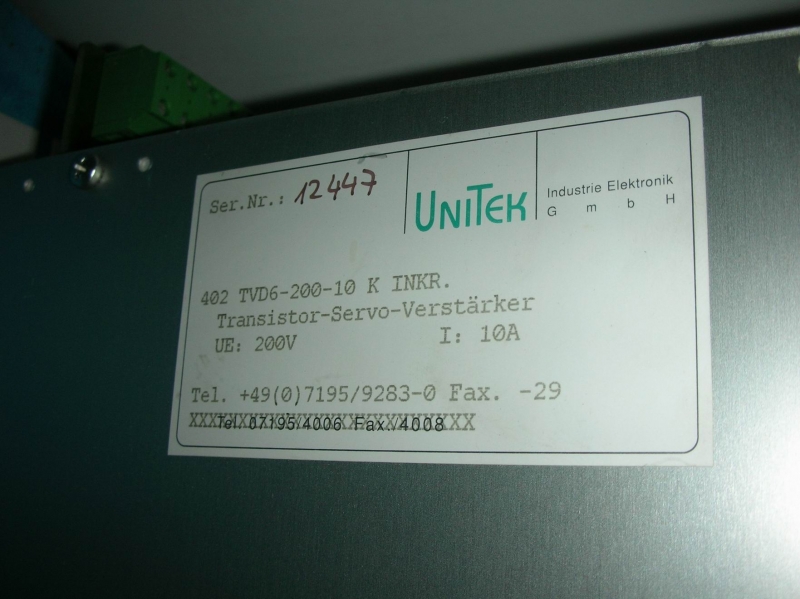 Ser.Nr.: 12447
UNITEK
Industrie Elektronik
G m b H
402 TVD6-200-10 K INKR.
Transistor-Servo-Verstärker
UE: 200V I: 10A
Tel. +49(0)7195/9283-0 Fax. -29
XXXXXXXXXXXXXXXXXXXXXXXXXXXX
Tel. 07195/4006 Fax./4008